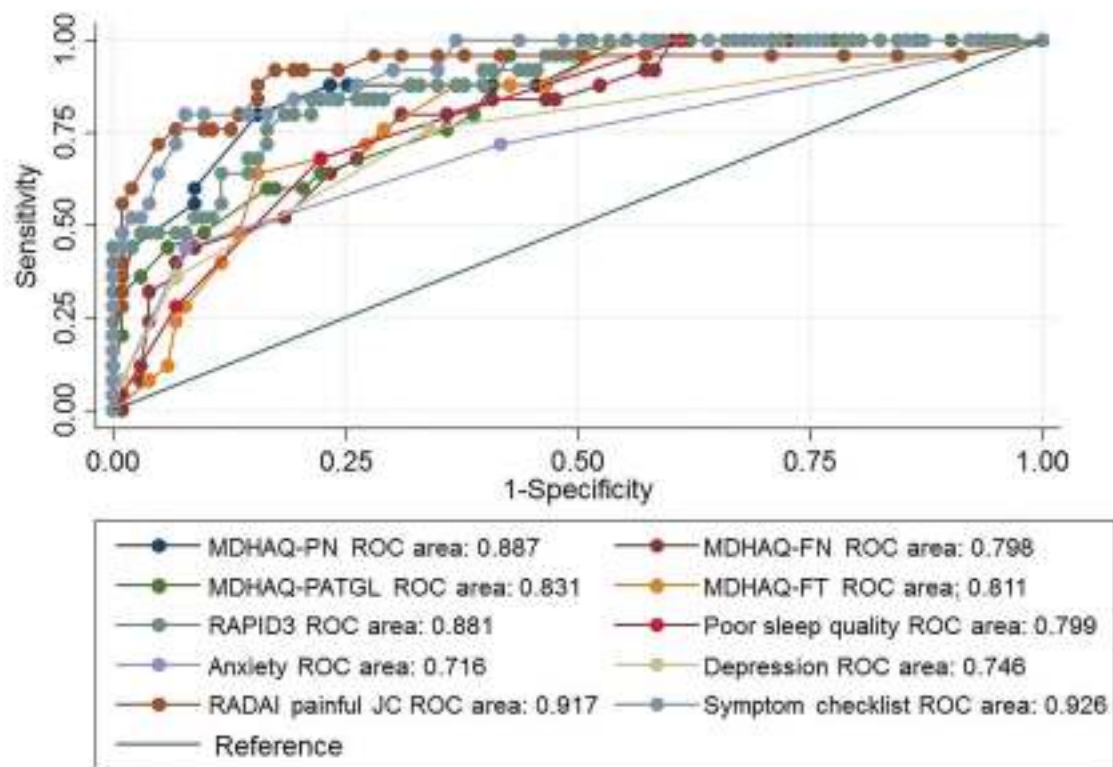 Sensitivity
1.00
0.75
0.50
0.25
0.00
0.00 0.25 0.50 0.75 1.00
1-Specificity
MDHAQ-PN ROC area: 0.887 MDHAQ-FN ROC area: 0.798
MDHAQ-PATGL ROC area: 0.831 MDHAQ-FT ROC area; 0.811
RAPID3 ROC area: 0.881 Poor sleep quality ROC area: 0.799
Anxiety ROC area: 0.716 Depression ROC area: 0.746
RADAI painful JC ROC area: 0.917 Symptom checklist ROC area: 0.926
Reference